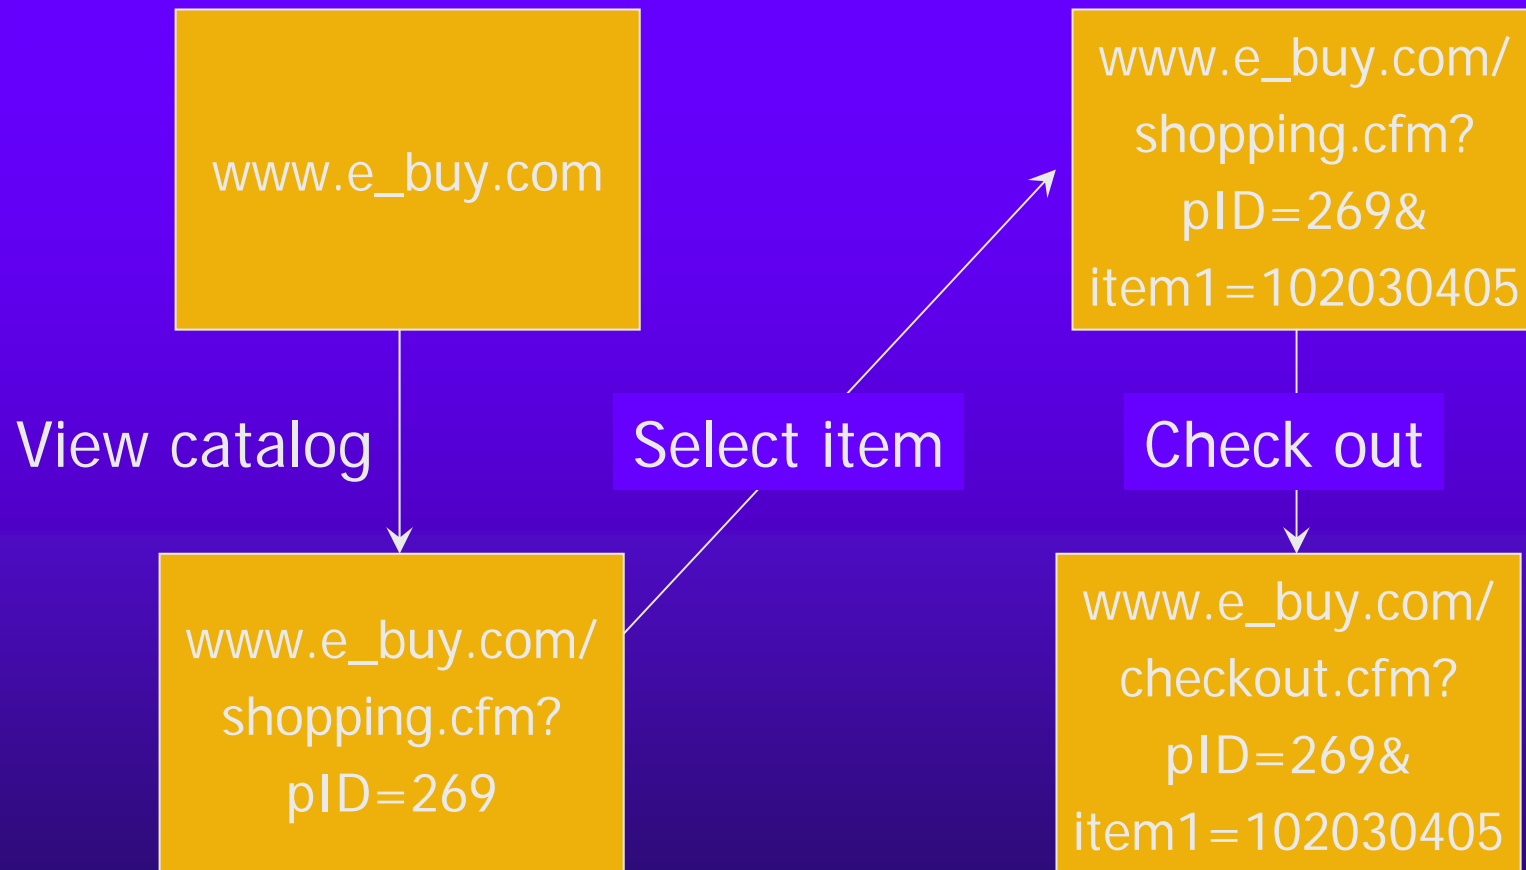 www.e_buy.com
View catalog
www.e_buy.com/
shopping.cfm?
pID=269
Select item
www.e_buy.com/
shopping.cfm?
pID=269&
item1=102030405
Check out
www.e_buy.com/
checkout.cfm?
pID=269&
item1=102030405